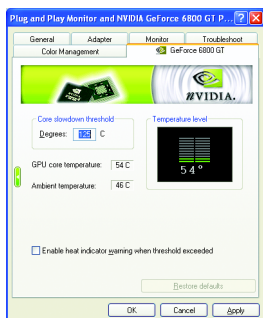 Plug and Play Monitor and NVIDIA GeForce 6800 GT P...
General Adapter Monitor Troubleshoot
Color Management GeForce 6800 GT
NVIDIA.
Core slowdown threshold
Degrees: 125 C
Temperature level
54°
GPU core temperature: 54 C
Ambient temperature: 46 C
Enable heat indicator warning when threshold exceeded
Restore defaults
OK Cancel Apply